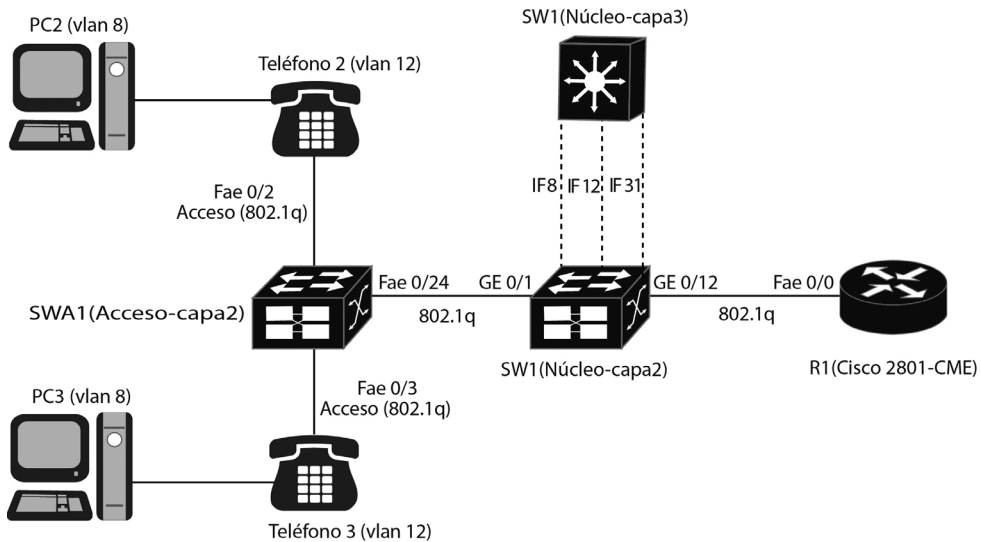 SW1(Núcleo-capa3)
PC2 (vlan 8)
Teléfono 2 (vlan 12)
IF8
IF12
IF31
Fae 0/2
Acceso (802.1q)
SWA1(Acceso-capa2)
Fae 0/24
GE 0/1
802.1q
GE 0/12
Fae 0/0
802.1q
SW1(Núcleo-capa2)
R1(Cisco 2801-CME)
Fae 0/3
Acceso (802.1q)
PC3 (vlan 8)
Teléfono 3 (vlan 12)